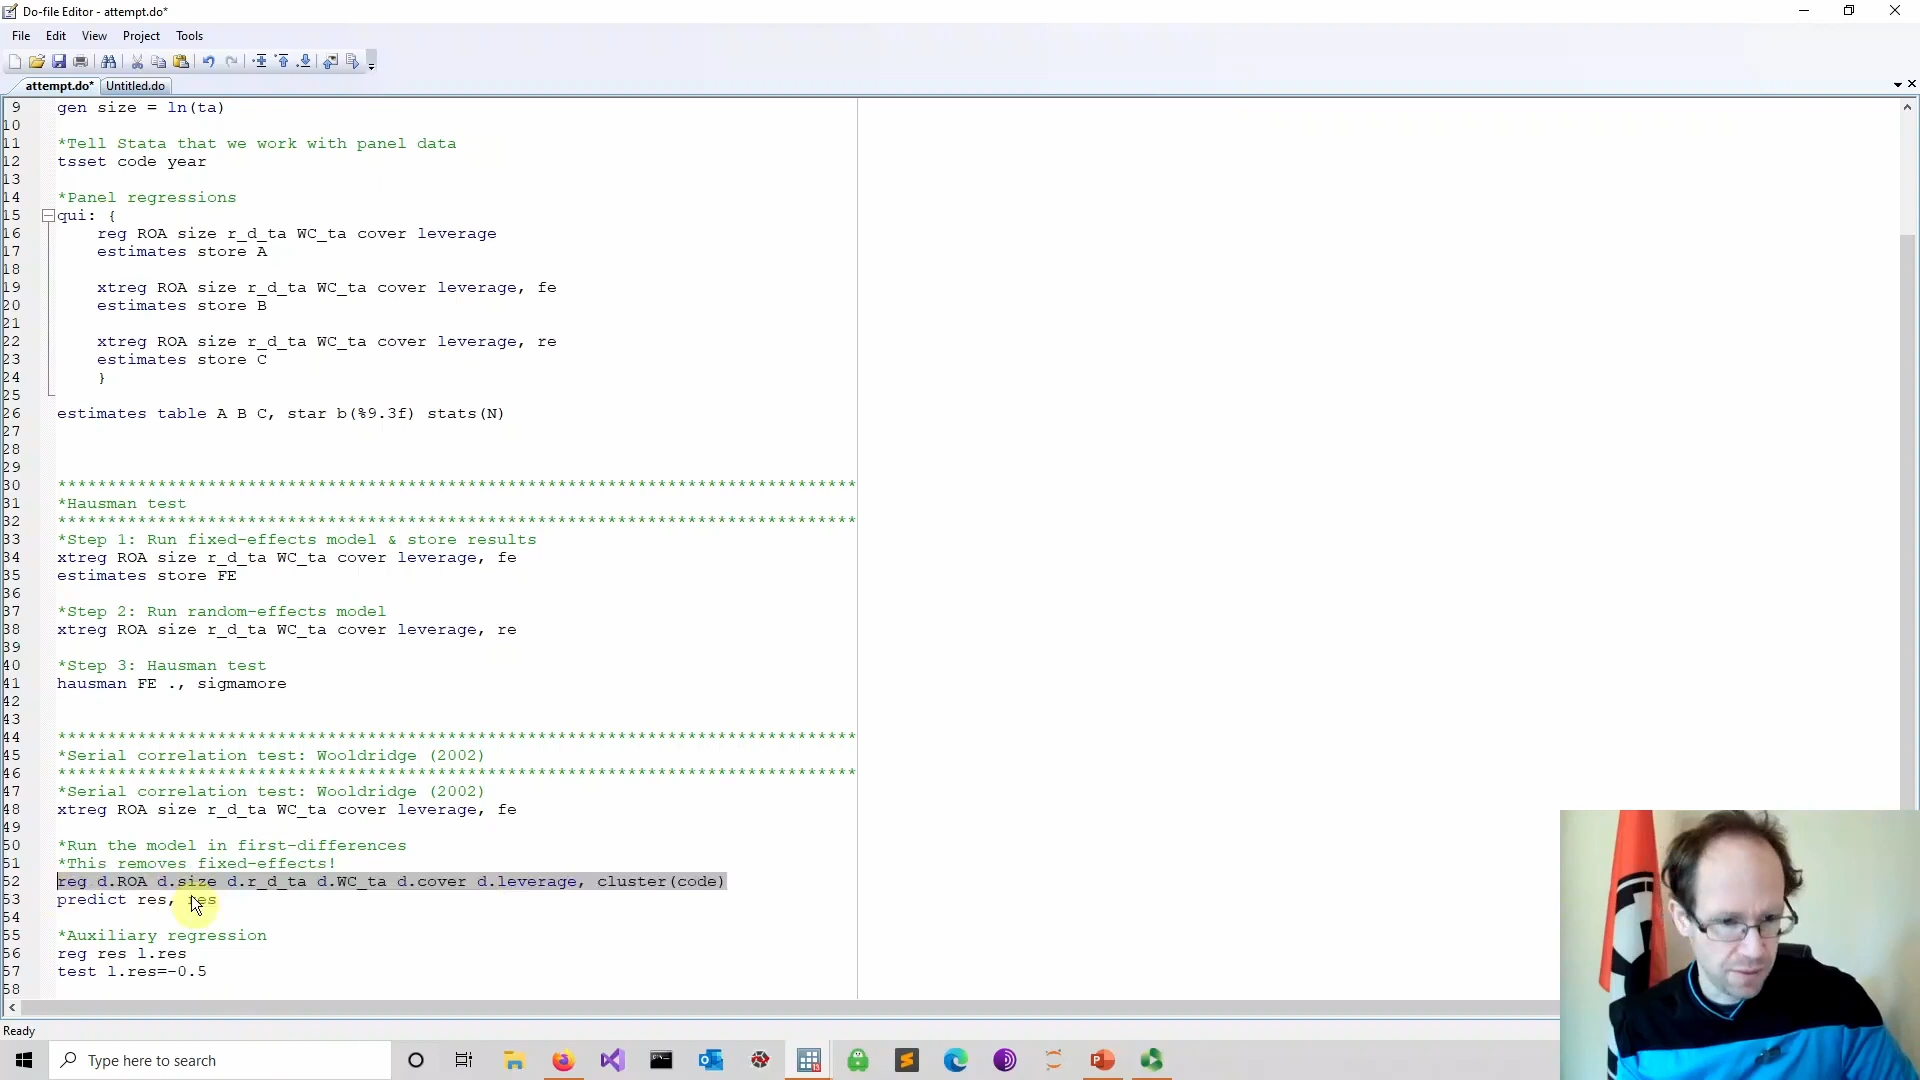 Do-file Editor - attempt.do*
File Edit View Project Tools
attempt.do* Untitled.do
9 gen size = ln(ta)
10
11 *Tell Stata that we work with panel data
12 tsset code year
13
14 *Panel regressions
15 qui: {
16 reg ROA size r_d_ta WC_ta cover leverage
17 estimates store A
18
19 xtreg ROA size r_d_ta WC_ta cover leverage, fe
20 estimates store B
21
22 xtreg ROA size r_d_ta WC_ta cover leverage, re
23 estimates store C
24 }
25
26 estimates table A B C, star b(%9.3f) stats(N)
27
28
29
30 ********************************************************************************
31 *Hausman test
32 ********************************************************************************
33 *Step 1: Run fixed-effects model & store results
34 xtreg ROA size r_d_ta WC_ta cover leverage, fe
35 estimates store FE
36
37 *Step 2: Run random-effects model
38 xtreg ROA size r_d_ta WC_ta cover leverage, re
39
40 *Step 3: Hausman test
41 hausman FE ., sigmamore
42
43
44 ********************************************************************************
45 *Serial correlation test: Wooldridge (2002)
46 ********************************************************************************
47 *Serial correlation test: Wooldridge (2002)
48 xtreg ROA size r_d_ta WC_ta cover leverage, fe
49
50 *Run the model in first-differences
51 *This removes fixed-effects!
52 reg d.ROA d.size d.r_d_ta d.WC_ta d.cover d.leverage, cluster(code)
53 predict res, res
54
55 *Auxiliary regression
56 reg res l.res
57 test l.res=-0.5
58
Ready
Type here to search